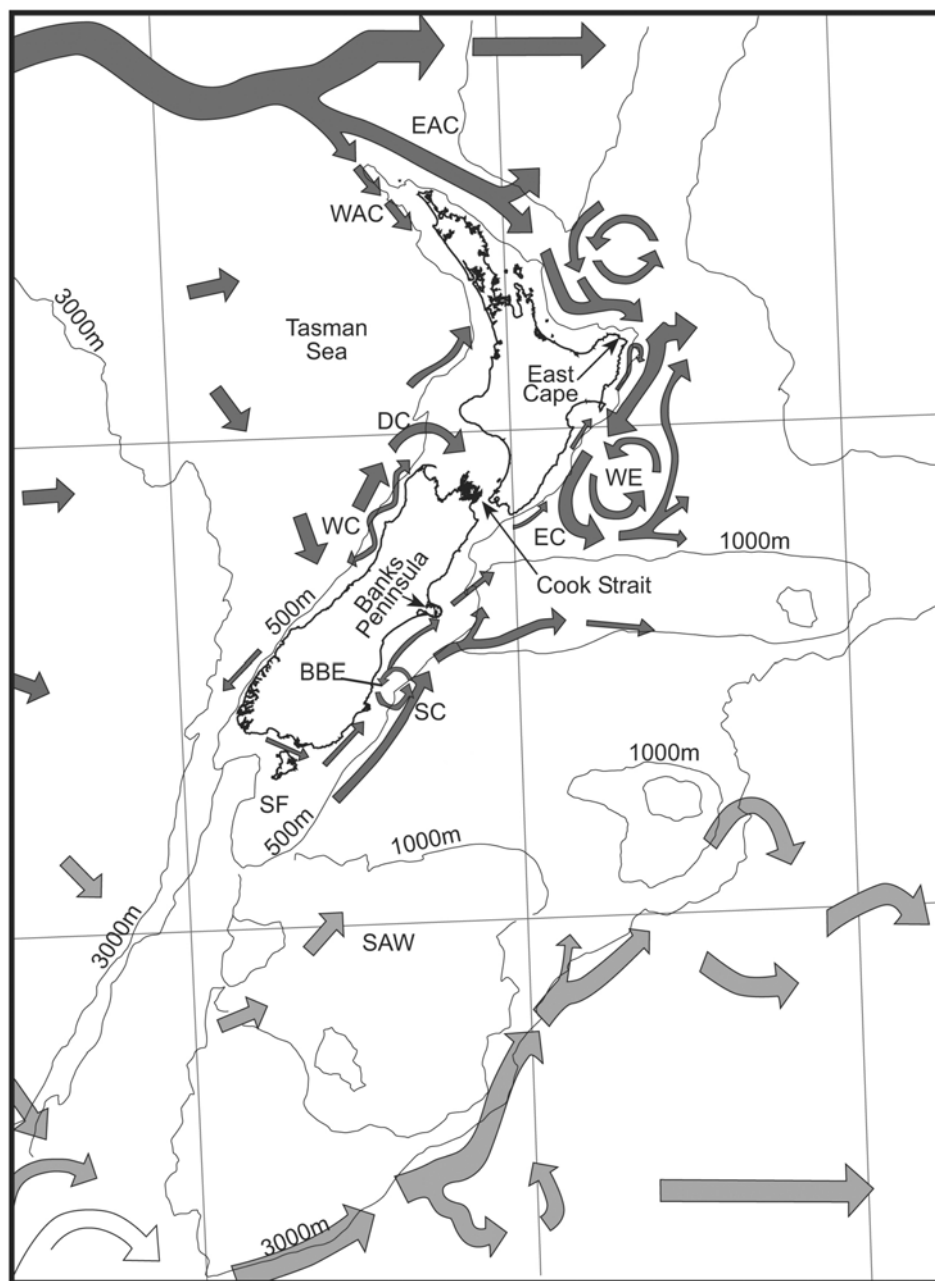 EAC
WAC
3000m
Tasman
Sea
East
Cape
DC
WE
WC
EC
1000m
Cook Strait
Banks
Peninsula
500m
BBE
SC
1000m
SF
500m
1000m
3000m
SAW
3000m